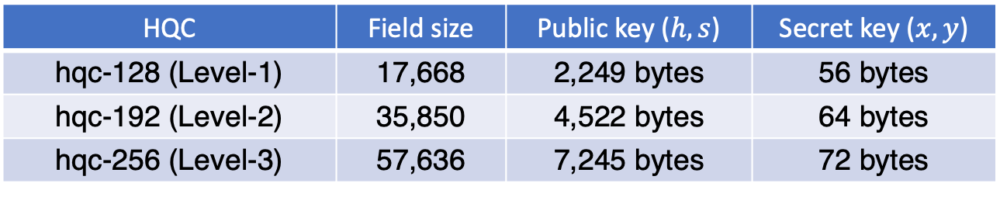 HQC Field size Public key (h, s) Secret key (x, y)
hqc-128 (Level-1) 17,668 2,249 bytes 56 bytes
hqc-192 (Level-2) 35,850 4,522 bytes 64 bytes
hqc-256 (Level-3) 57,636 7,245 bytes 72 bytes